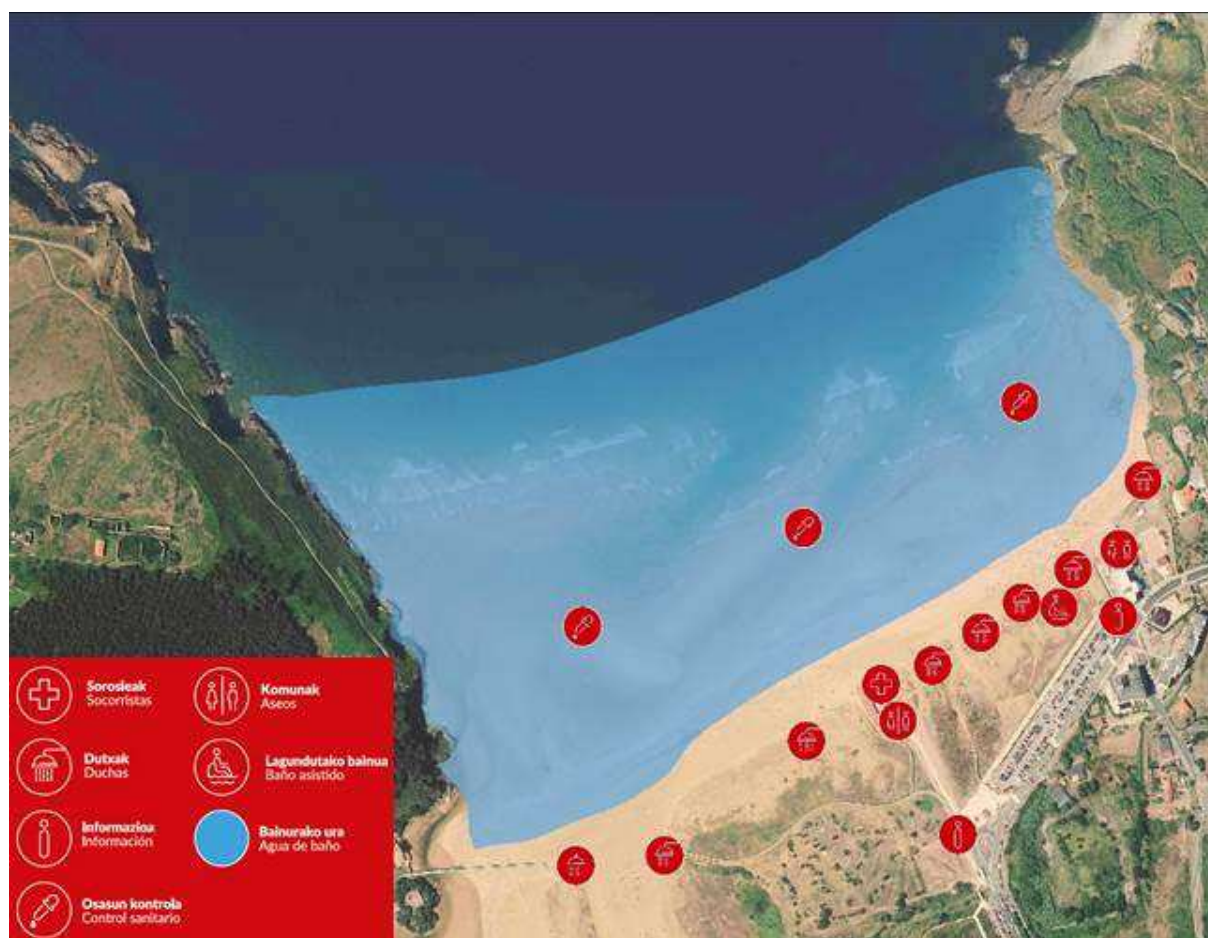 Sorosleak
Socorristas
Komunak
Aseos
Dutxak
Duchas
Lagundutako bainua
Baño asistido
Informazioa
Información
Bainurako ura
Agua de baño
Osasun kontrola
Control sanitario